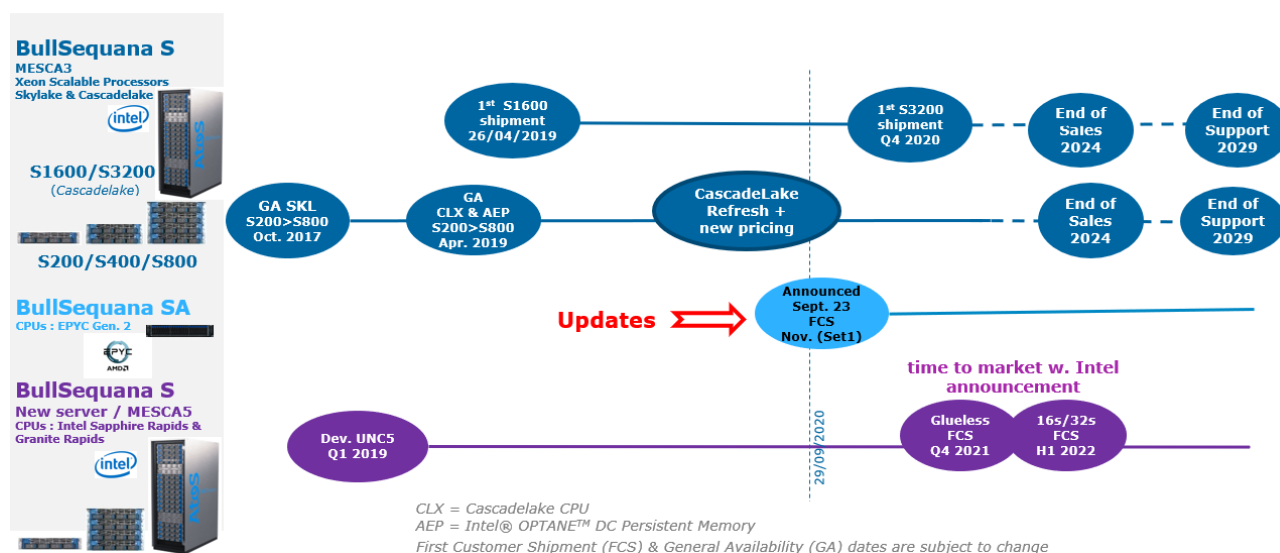 BullSequana S
MESCA3
Xeon Scalable Processors
Skylake & Cascadelake
intel
Atos
S1600/S3200
(Cascadelake)
S200/S400/S800
1st S1600
shipment
26/04/2019
1st S3200
shipment
Q4 2020
End of
Sales
2024
End of
Support
2029
GA SKL
S200>S800
Oct. 2017
GA
CLX & AEP
S200>S800
Apr. 2019
CascadeLake
Refresh +
new pricing
End of
Sales
2024
End of
Support
2029
BullSequana SA
CPUs : EPYC Gen. 2
EPYC
AMD
Updates
Announced
Sept. 23
FCS
Nov. (Set1)
BullSequana S
New server / MESCA5
CPUs : Intel Sapphire Rapids &
Granite Rapids
intel
Atos
time to market w. Intel
announcement
Dev. UNC5
Q1 2019
Glueless
FCS
Q4 2021
16s/32s
FCS
H1 2022
29/09/2020
CLX = Cascadelake CPU
AEP = Intel® OPTANE™ DC Persistent Memory
First Customer Shipment (FCS) & General Availability (GA) dates are subject to change